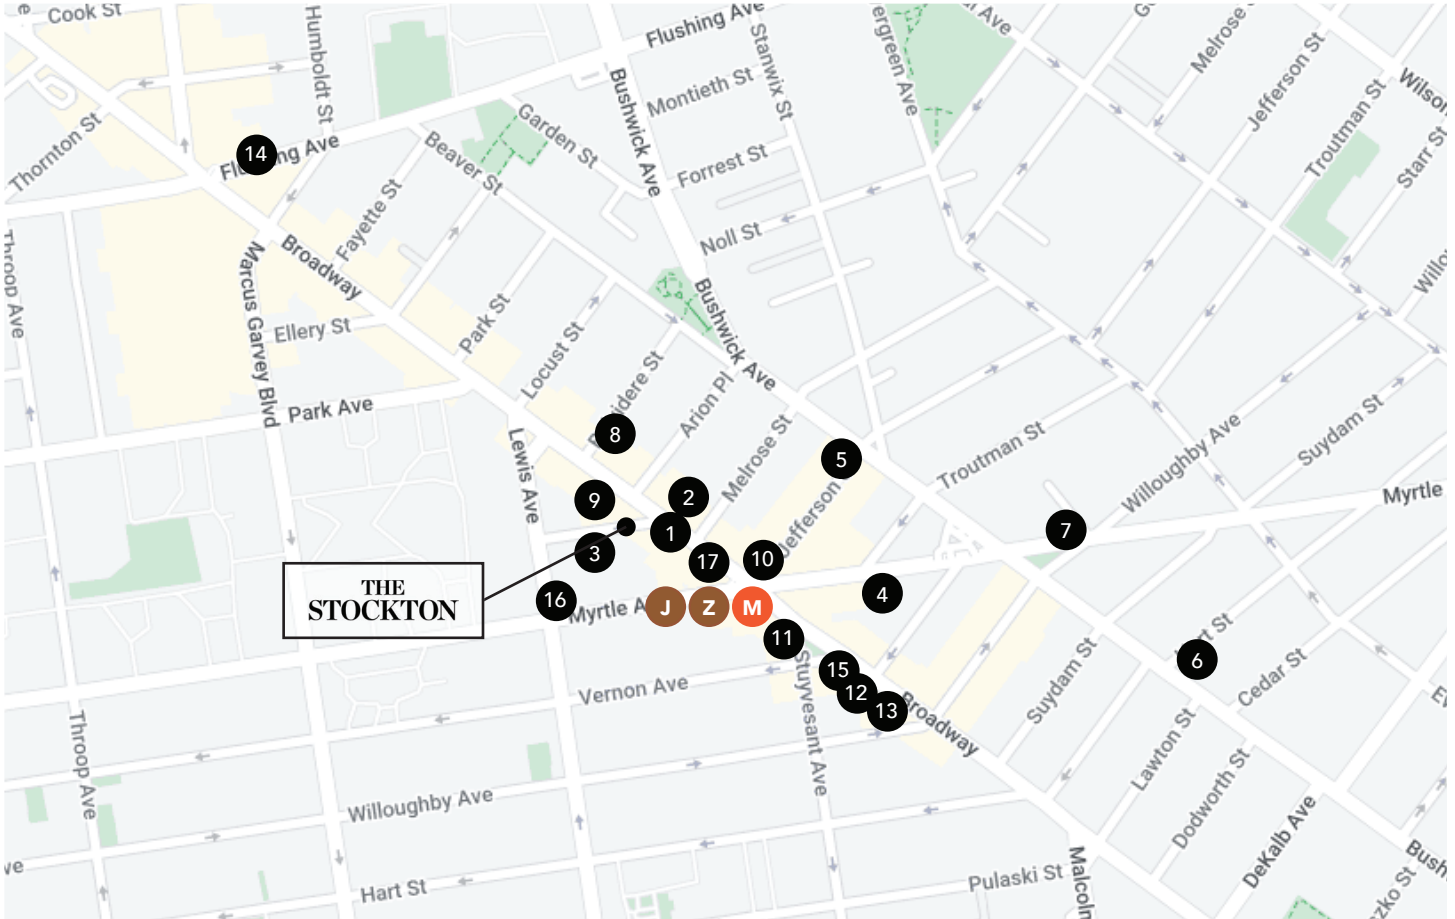 Cook St
Humboldt St
Flushing Ave
Stanwix St
Melrose
Jefferson St
Troutman St
Starr St
Montieth St
Bushwick Ave
Garden St
Forrest St
Thornton St
14
Beaver St
Fayette St
Noll St
Throop Ave
Marcus Garvey Blvd
Broadway
Bushwick Ave
Ellery St
Park St
Locust St
Arion Pl
Park Ave
Lewis Ave
8
Melrose St
5
Jefferson
Troutman St
Willoughby Ave
Suydam St
Myrtle
9
2
1
3
17
10
7
4
THE
STOCKTON
16
Myrtle
J
Z
M
11
15
12
13
6
Stuyvesant Ave
Vernon Ave
Broadway
Suydam St
Cedar St
Lawton St
Dodworth St
DeKalb Ave
Throop Ave
Willoughby Ave
Hart St
Pulaski St